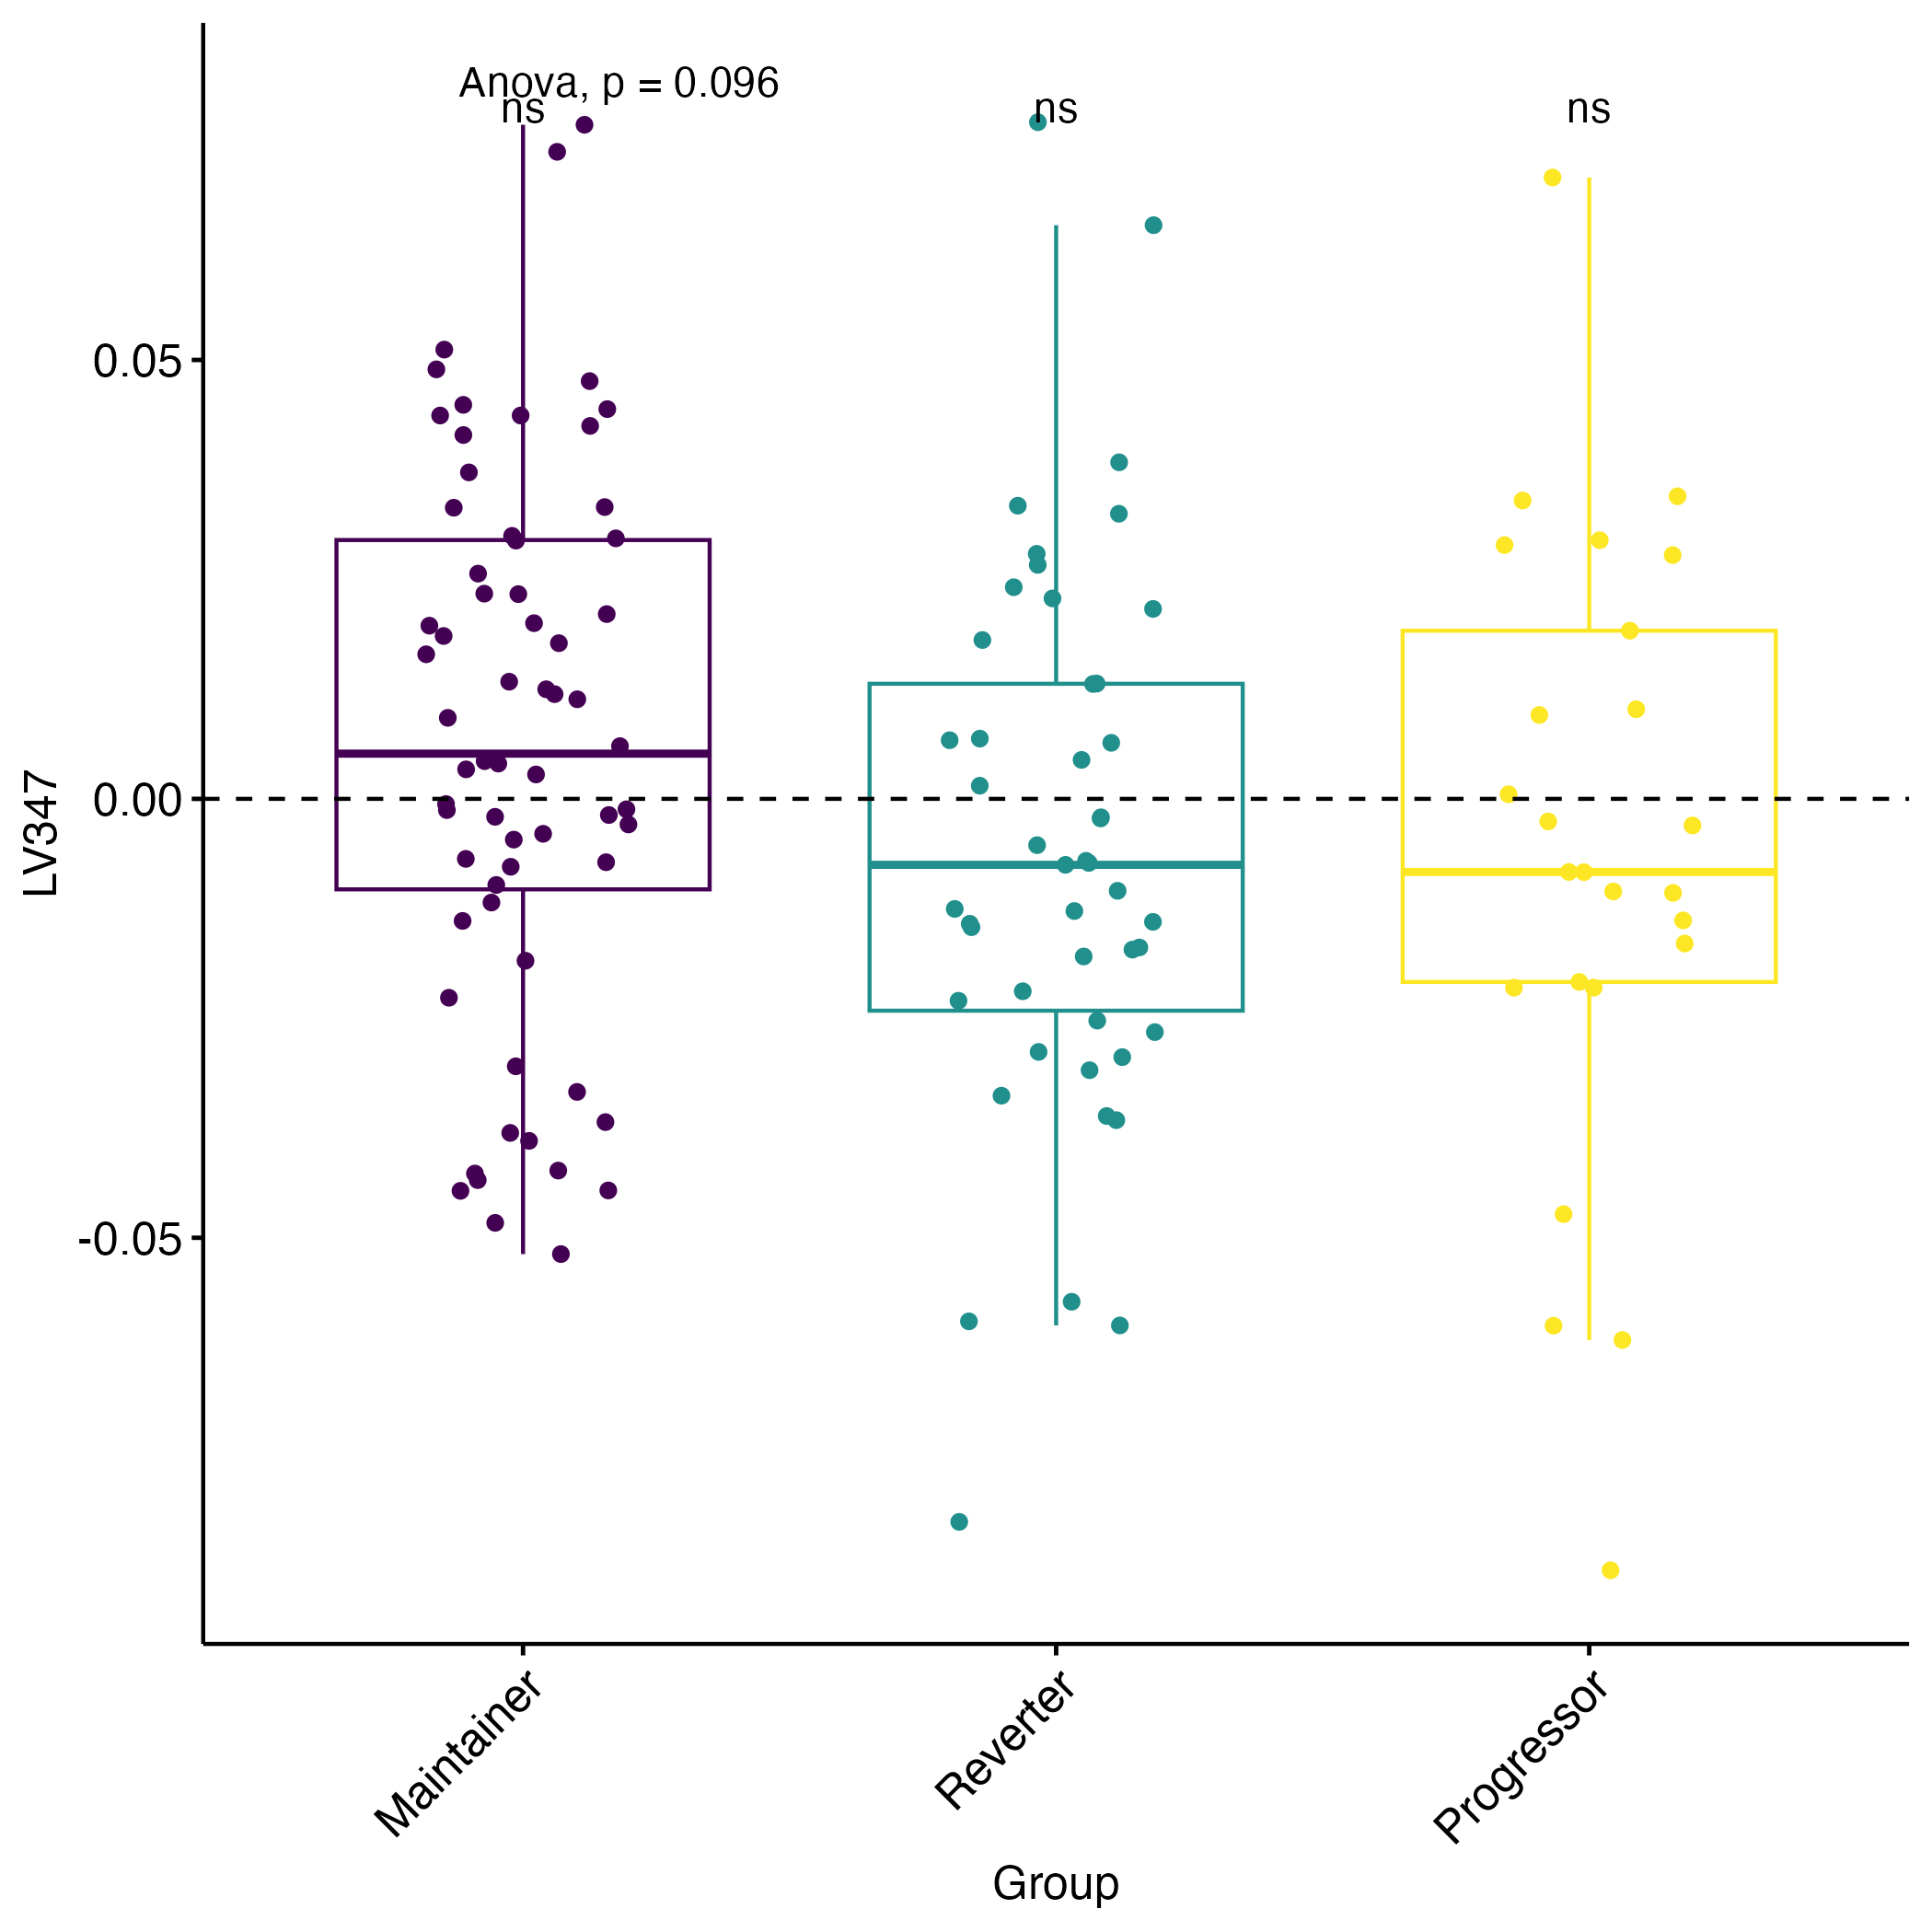 Anova, p = 0.096
ns ns ns
0.05
0.00
-0.05
LV347
Maintainer
Reverter
Progressor
Group